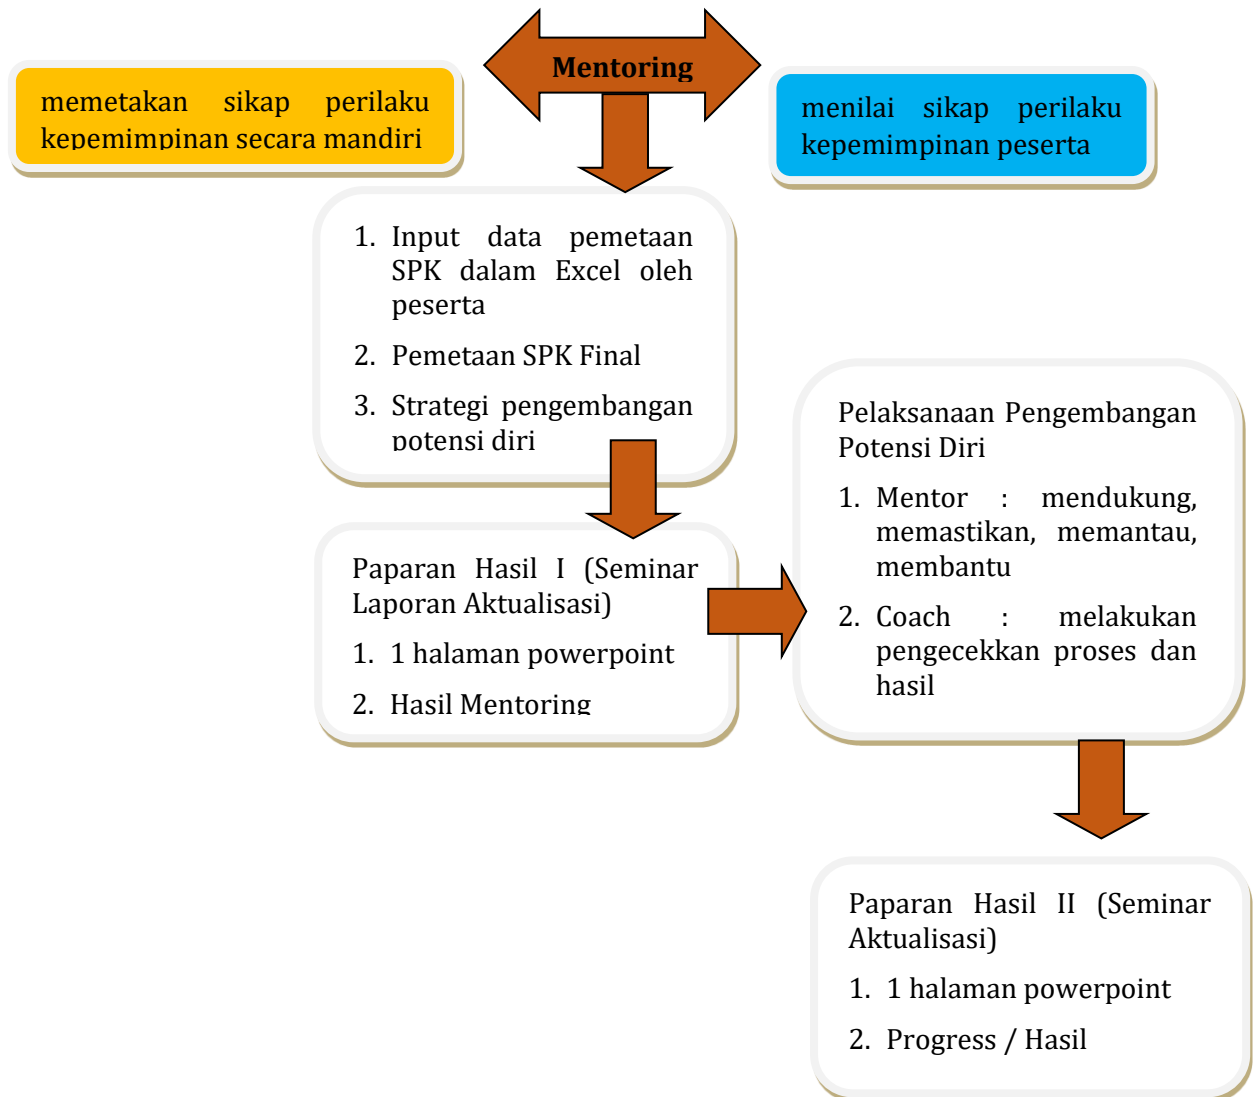 Mentoring
memetakan sikap perilaku
kepemimpinan secara mandiri
menilai sikap perilaku
kepemimpinan peserta
1. Input data pemetaan
SPK dalam Excel oleh
peserta
2. Pemetaan SPK Final
3. Strategi pengembangan
potensi diri
Paparan Hasil I (Seminar
Laporan Aktualisasi)
1. 1 halaman powerpoint
2. Hasil Mentoring
Pelaksanaan Pengembangan
Potensi Diri
1. Mentor : mendukung,
memastikan, memantau,
membantu
2. Coach : melakukan
pengecekkan proses dan
hasil
Paparan Hasil II (Seminar
Aktualisasi)
1. 1 halaman powerpoint
2. Progress / Hasil